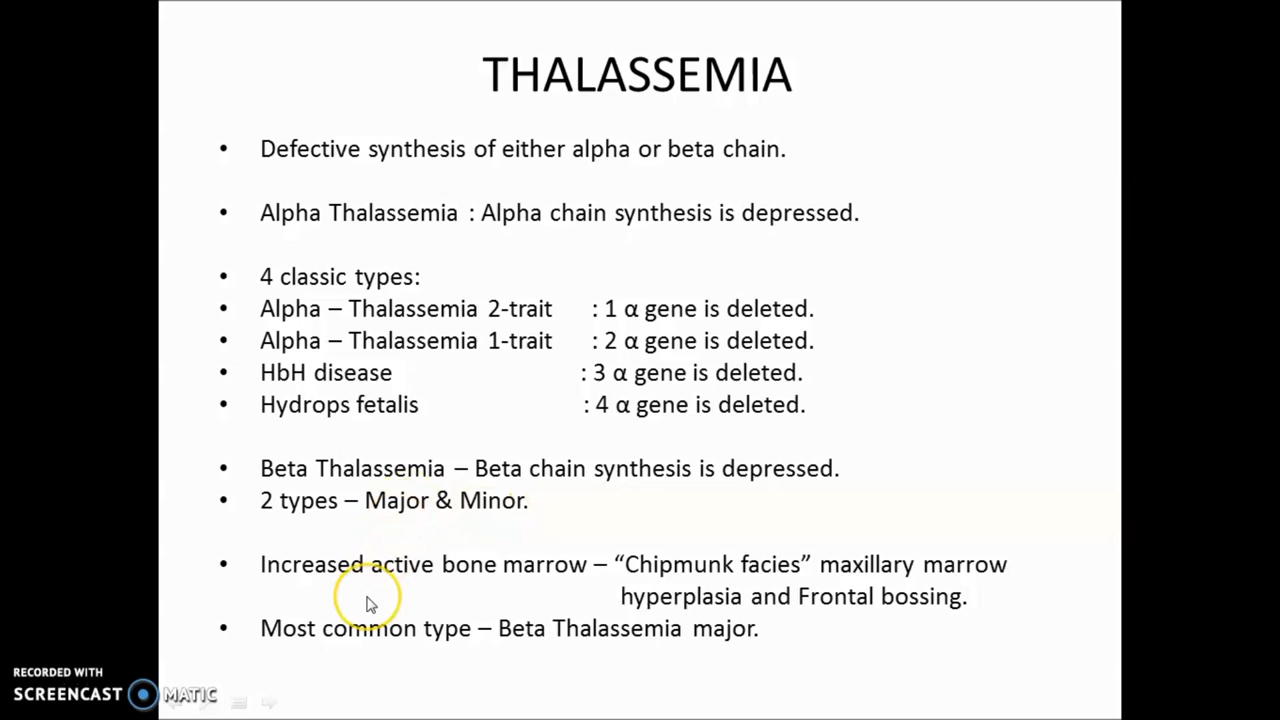 THALASSEMIA
• Defective synthesis of either alpha or beta chain.
• Alpha Thalassemia : Alpha chain synthesis is depressed.
• 4 classic types:
• Alpha – Thalassemia 2-trait : 1 α gene is deleted.
• Alpha – Thalassemia 1-trait : 2 α gene is deleted.
• HbH disease : 3 α gene is deleted.
• Hydrops fetalis : 4 α gene is deleted.
• Beta Thalassemia – Beta chain synthesis is depressed.
• 2 types – Major & Minor.
• Increased active bone marrow – “Chipmunk facies” maxillary marrow
hyperplasia and Frontal bossing.
• Most common type – Beta Thalassemia major.
RECORDED WITH
SCREENCAST MATIC